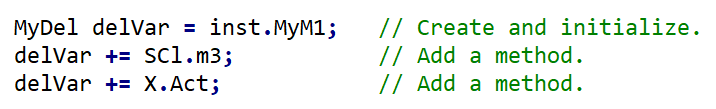 MyDel delVar = inst.MyM1;   // Create and initialize.
delVar += SCl.m3;           // Add a method.
delVar += X.Act;            // Add a method.